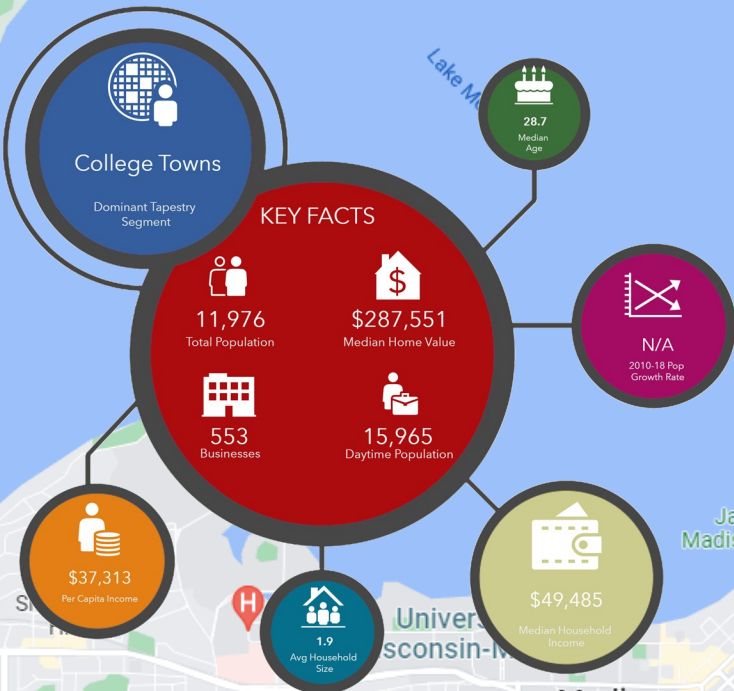 Lake
College Towns
Dominant Tapestry
Segment
28.7
Median
Age
KEY FACTS
11,976
Total Population
$287,551
Median Home Value
553
Businesses
15,965
Daytime Population
N/A
2010-18 Pop
Growth Rate
$37,313
Per Capita Income
1.9
Avg Household
Size
$49,485
Median Household
Income
H